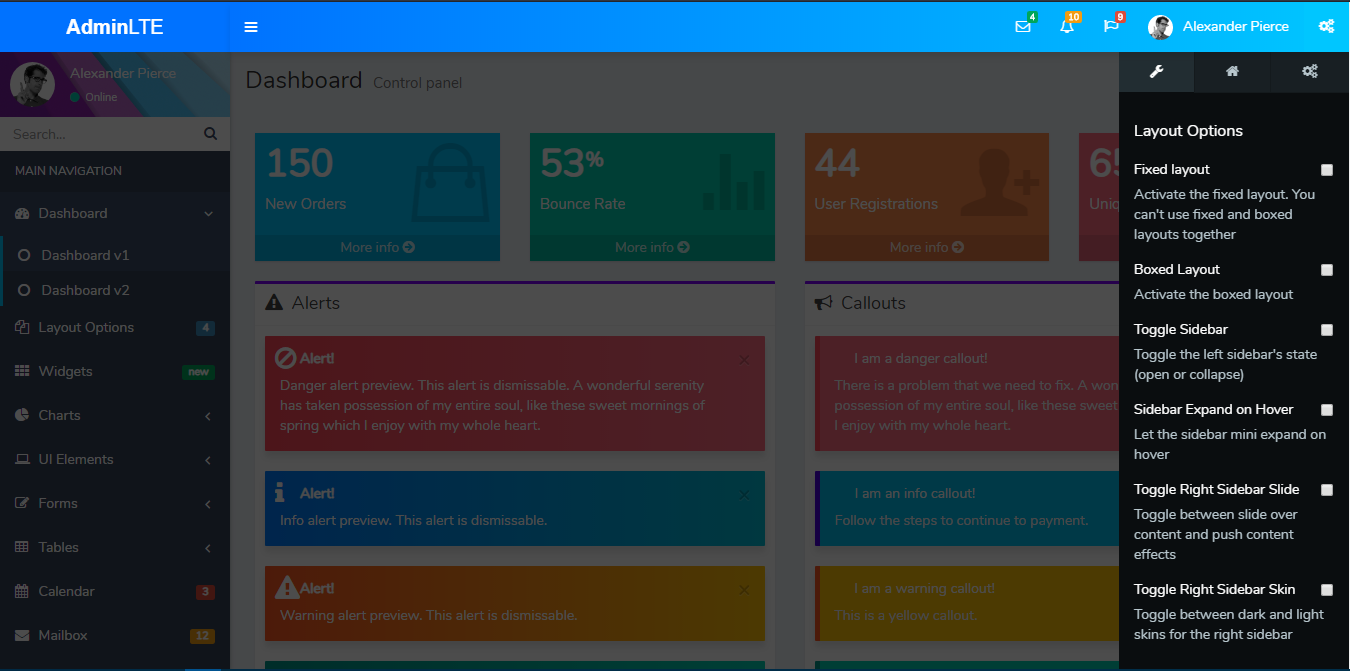 AdminLTE
4
10
9
Alexander Pierce
Alexander Pierce
Online
Search...
MAIN NAVIGATION
Dashboard
Dashboard v1
Dashboard v2
Layout Options 4
Widgets new
Charts
UI Elements
Forms
Tables
Calendar 3
Mailbox 12
Dashboard Control panel
150
New Orders
More info
53%
Bounce Rate
More info
44
User Registrations
More info
Alerts
Alert!
Danger alert preview. This alert is dismissable. A wonderful serenity
has taken possession of my entire soul, like these sweet mornings of
spring which I enjoy with my whole heart.
Alert!
Info alert preview. This alert is dismissable.
Alert!
Warning alert preview. This alert is dismissable.
Callouts
I am a danger callout!
There is a problem that we need to fix. A
possession of my entire soul, like these sweet
I enjoy with my whole heart.
I am an info callout!
Follow the steps to continue to payment.
I am a warning callout!
This is a yellow callout.
Layout Options
Fixed layout
Activate the fixed layout. You
can't use fixed and boxed
layouts together
Boxed Layout
Activate the boxed layout
Toggle Sidebar
Toggle the left sidebar's state
(open or collapse)
Sidebar Expand on Hover
Let the sidebar mini expand on
hover
Toggle Right Sidebar Slide
Toggle between slide over
content and push content
effects
Toggle Right Sidebar Skin
Toggle between dark and light
skins for the right sidebar